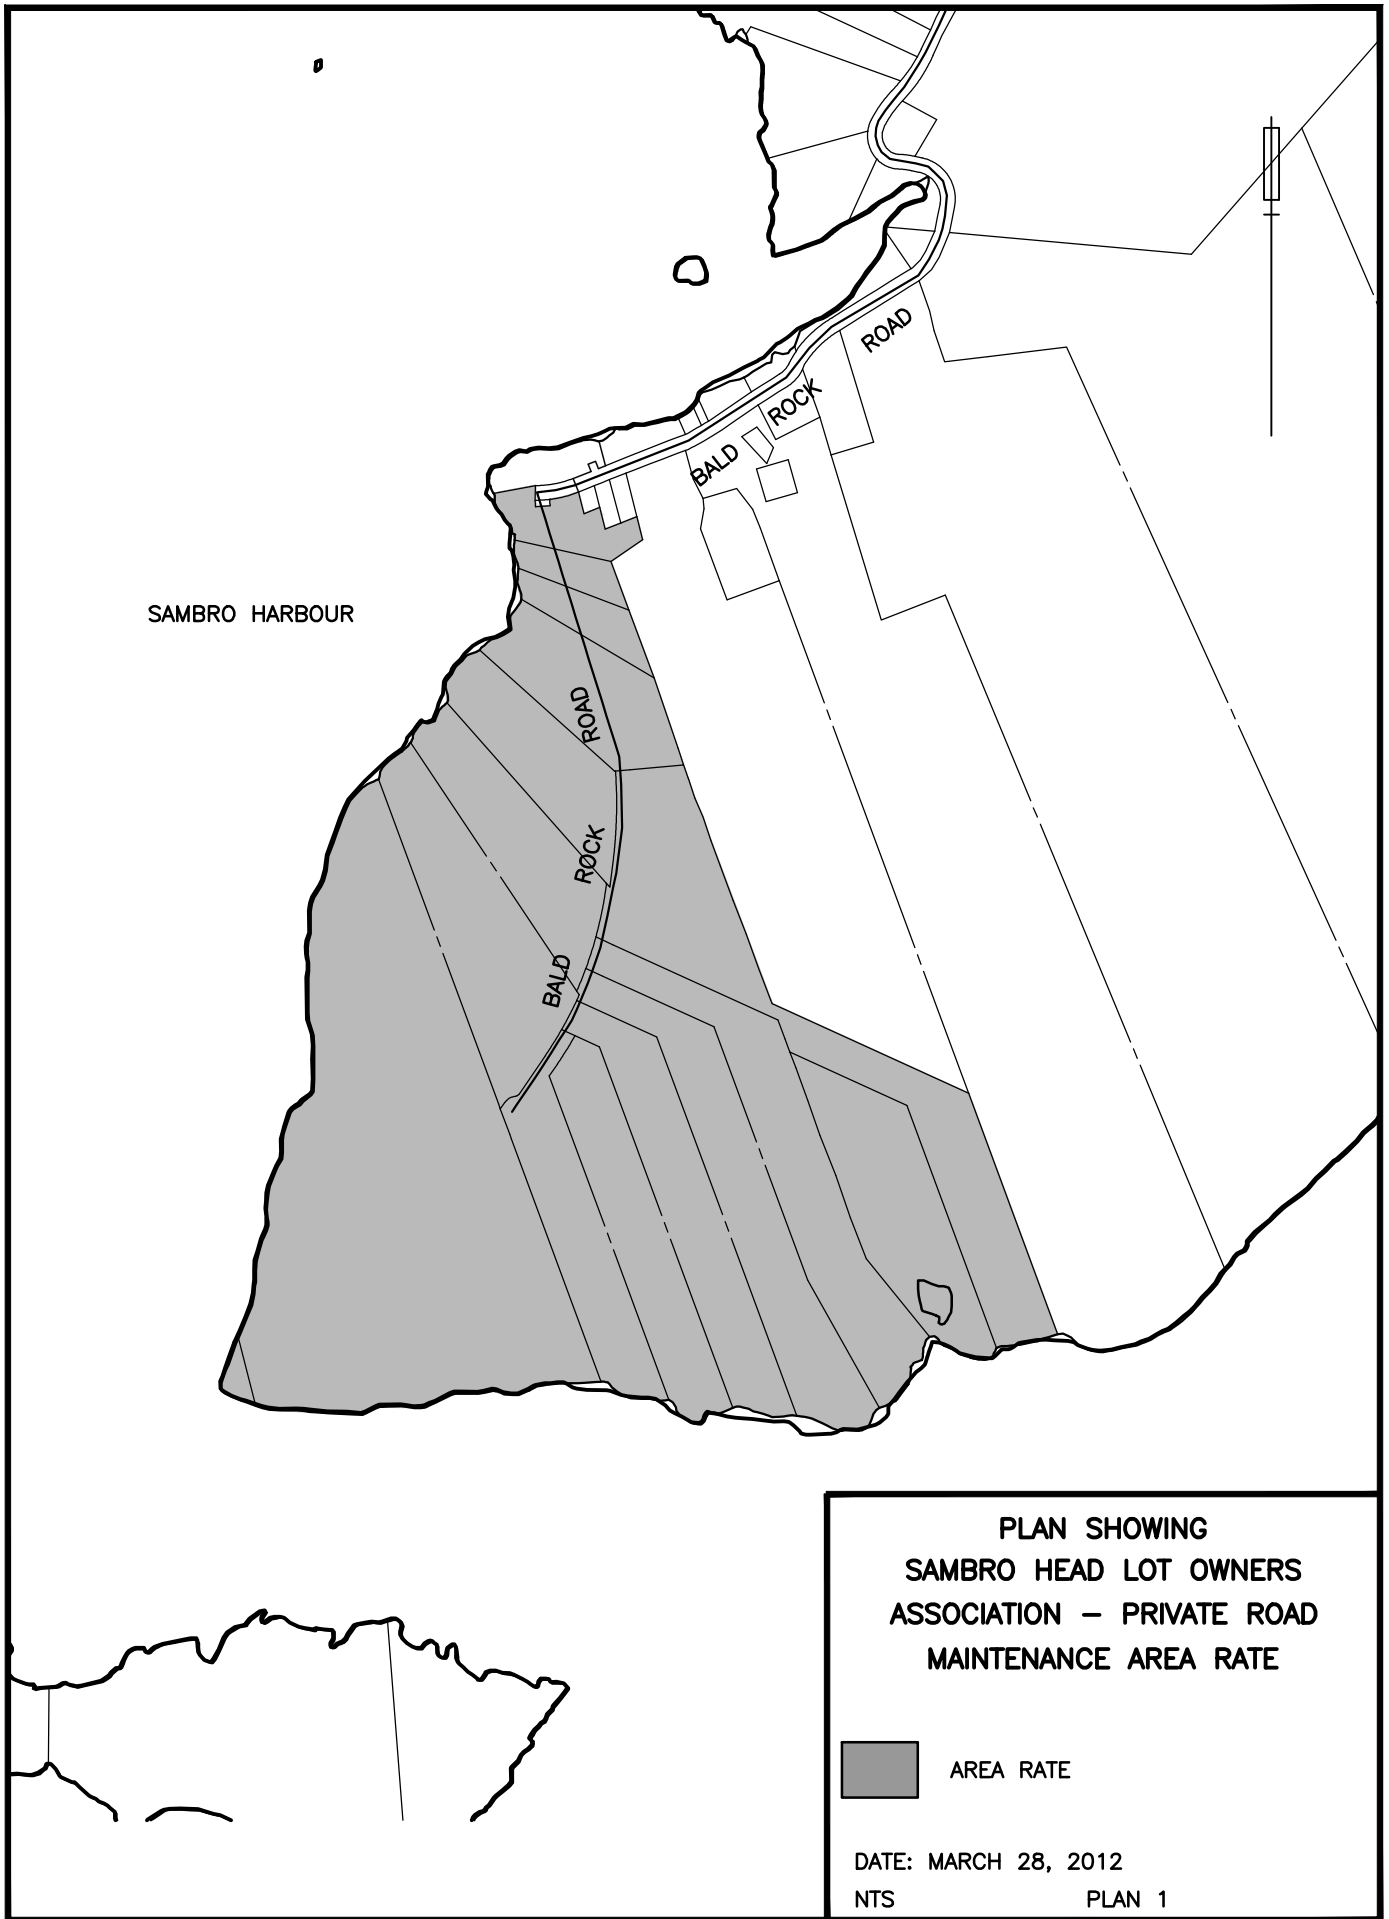 ROAD
ROCK
BALD
SAMBRO HARBOUR
ROAD
ROCK
BALD
PLAN SHOWING
SAMBRO HEAD LOT OWNERS
ASSOCIATION – PRIVATE ROAD
MAINTENANCE AREA RATE
AREA RATE
DATE: MARCH 28, 2012
NTS PLAN 1